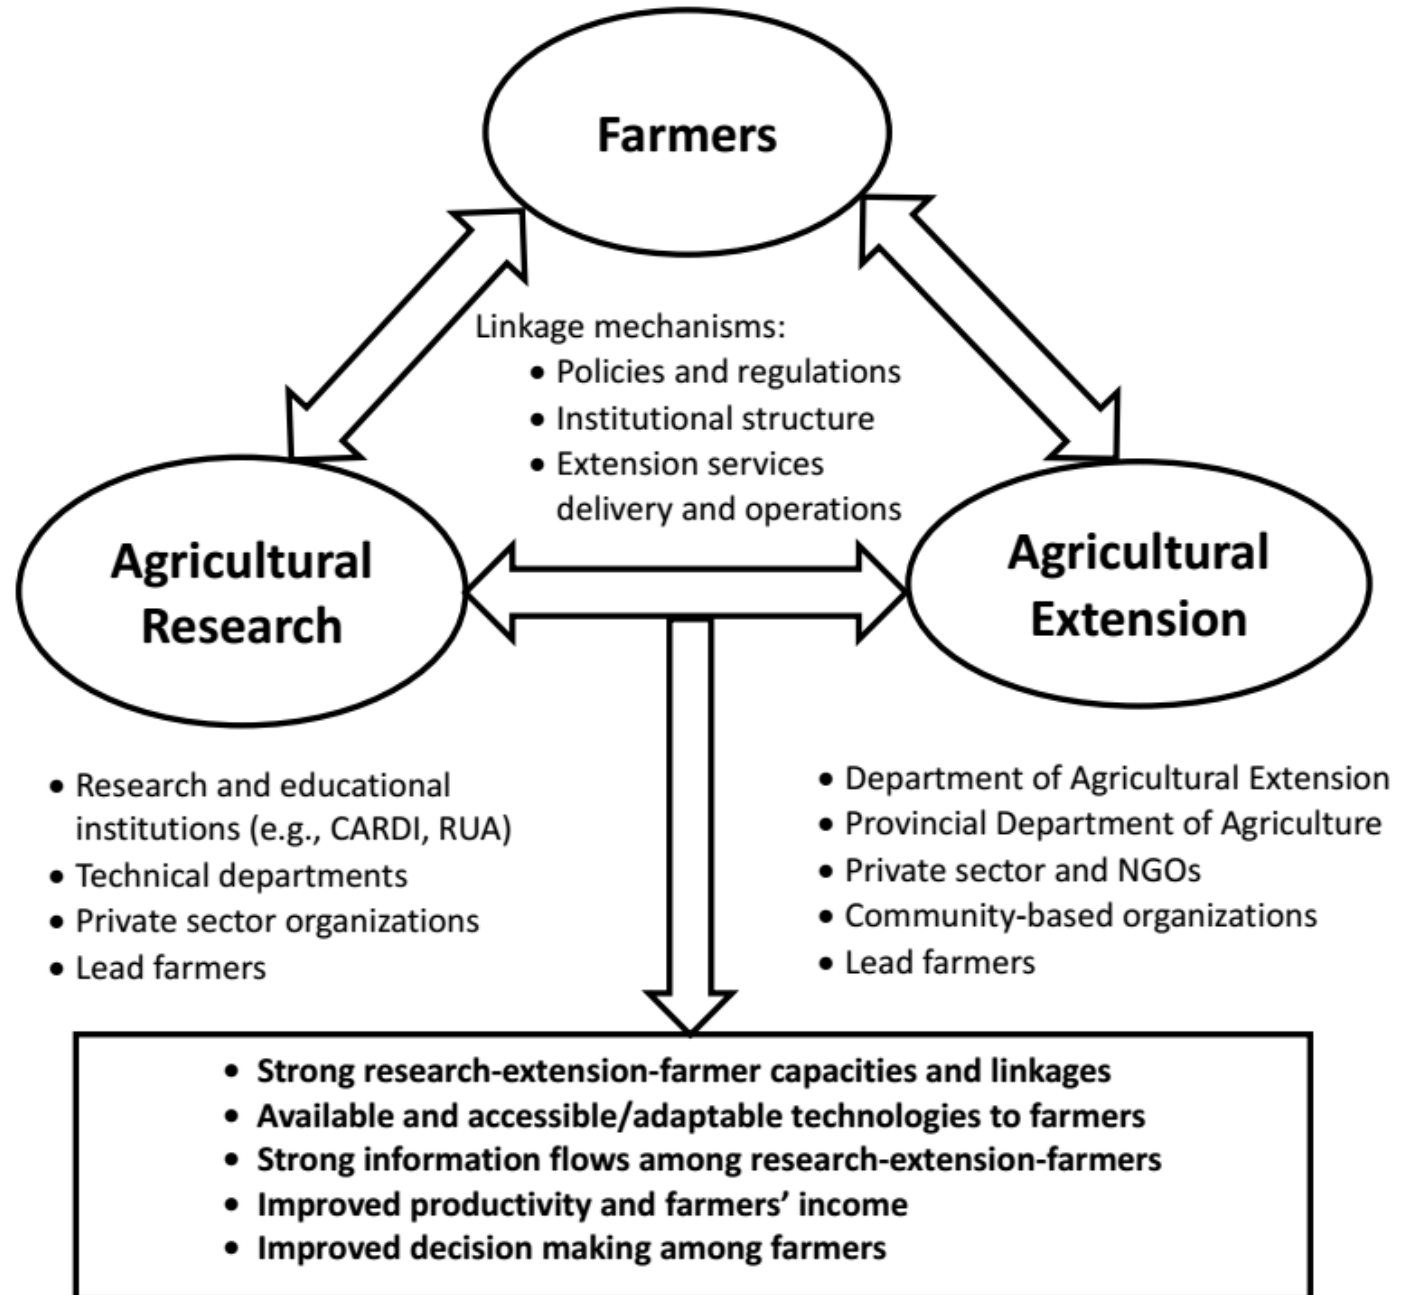 Farmers
Linkage mechanisms:
• Policies and regulations
• Institutional structure
• Extension services
delivery and operations
Agricultural
Research
Agricultural
Extension
• Research and educational
institutions (e.g., CARDI, RUA)
• Technical departments
• Private sector organizations
• Lead farmers
• Department of Agricultural Extension
• Provincial Department of Agriculture
• Private sector and NGOs
• Community-based organizations
• Lead farmers
• Strong research-extension-farmer capacities and linkages
• Available and accessible/adaptable technologies to farmers
• Strong information flows among research-extension-farmers
• Improved productivity and farmers’ income
• Improved decision making among farmers